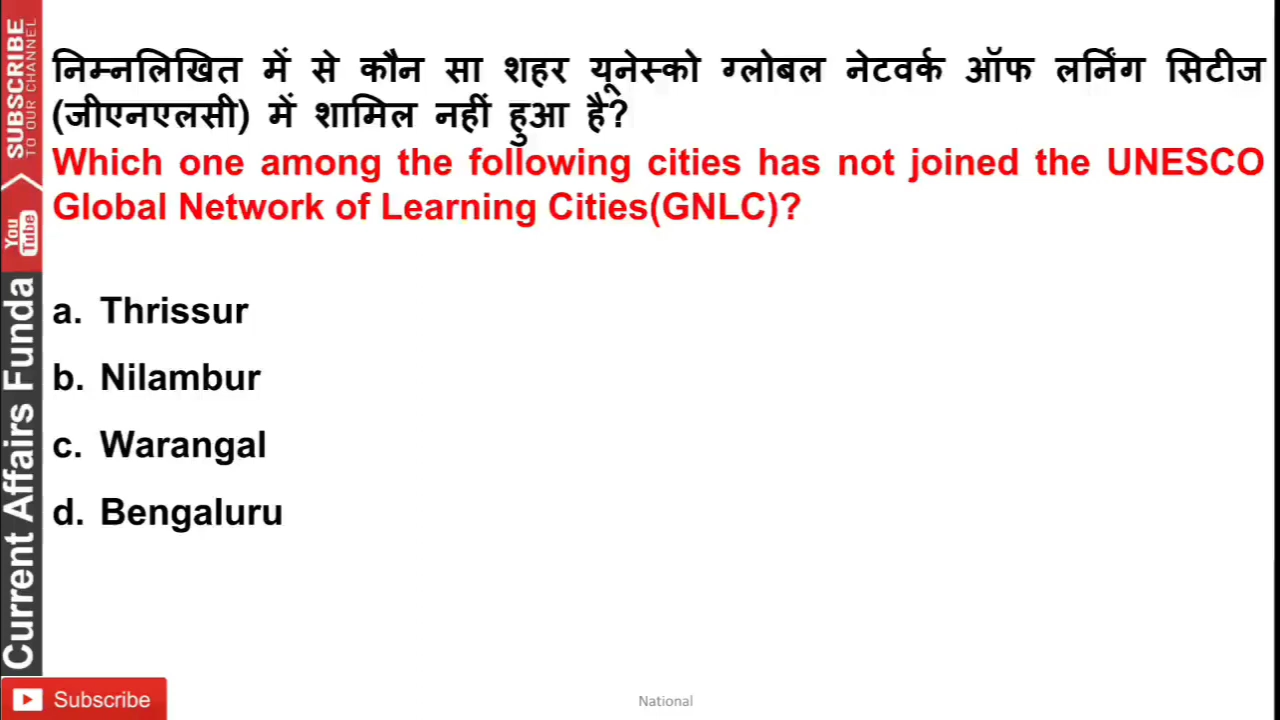 निम्नलिखित में से कौन सा शहर यूनेस्को ग्लोबल नेटवर्क ऑफ लर्निंग सिटीज
(जीएनएलसी) में शामिल नहीं हुआ है?
Which one among the following cities has not joined the UNESCO
Global Network of Learning Cities(GNLC)?
a. Thrissur
b. Nilambur
c. Warangal
d. Bengaluru
SUBSCRIBE
TO OUR CHANNEL
You
Tube
Current Affairs Funda
Subscribe
National